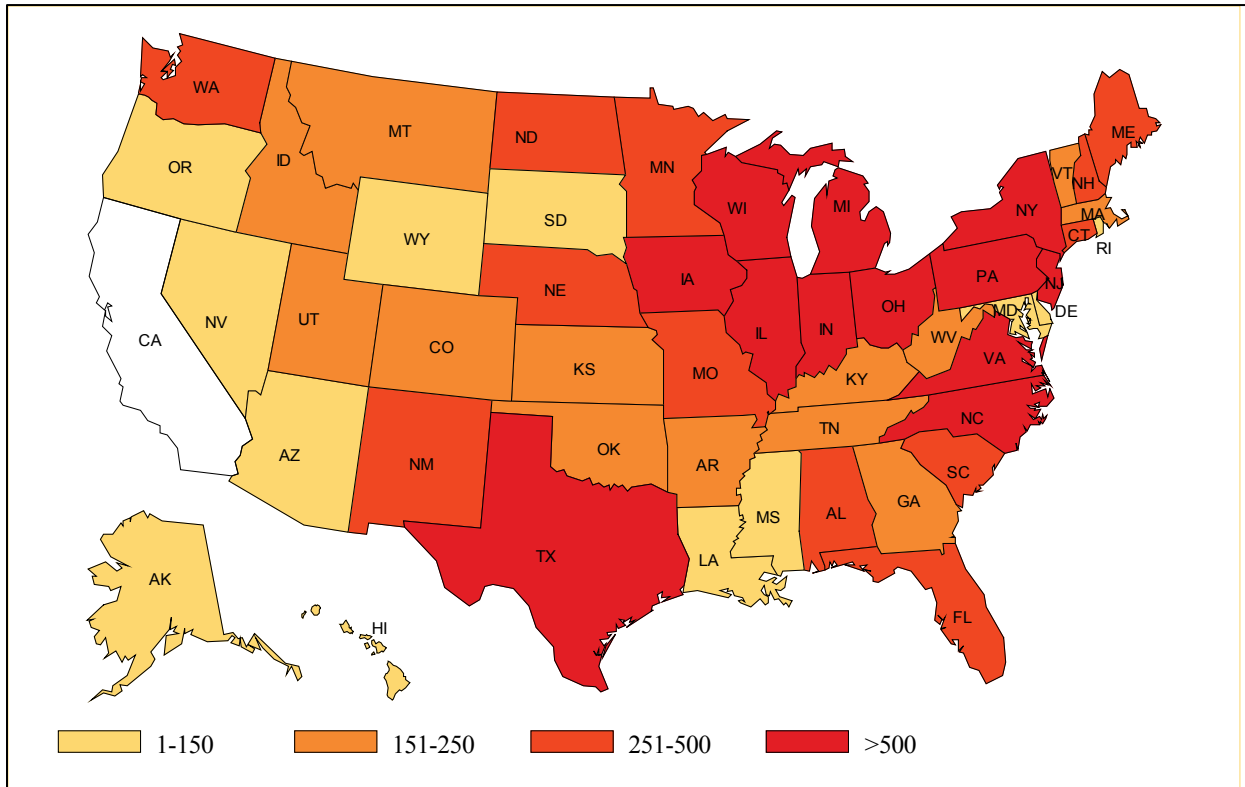 WA
MT
ND
MN
ME
OR
ID
VT
NH
SD
WI
MI
NY
MA
WY
CT
RI
IA
PA
NE
NJ
NV
UT
OH
MD
DE
CA
CO
IL
IN
WV
KS
MO
KY
VA
AZ
NM
OK
AR
TN
NC
SC
MS
AL
GA
TX
LA
AK
HI
FL
1-150
151-250
251-500
>500